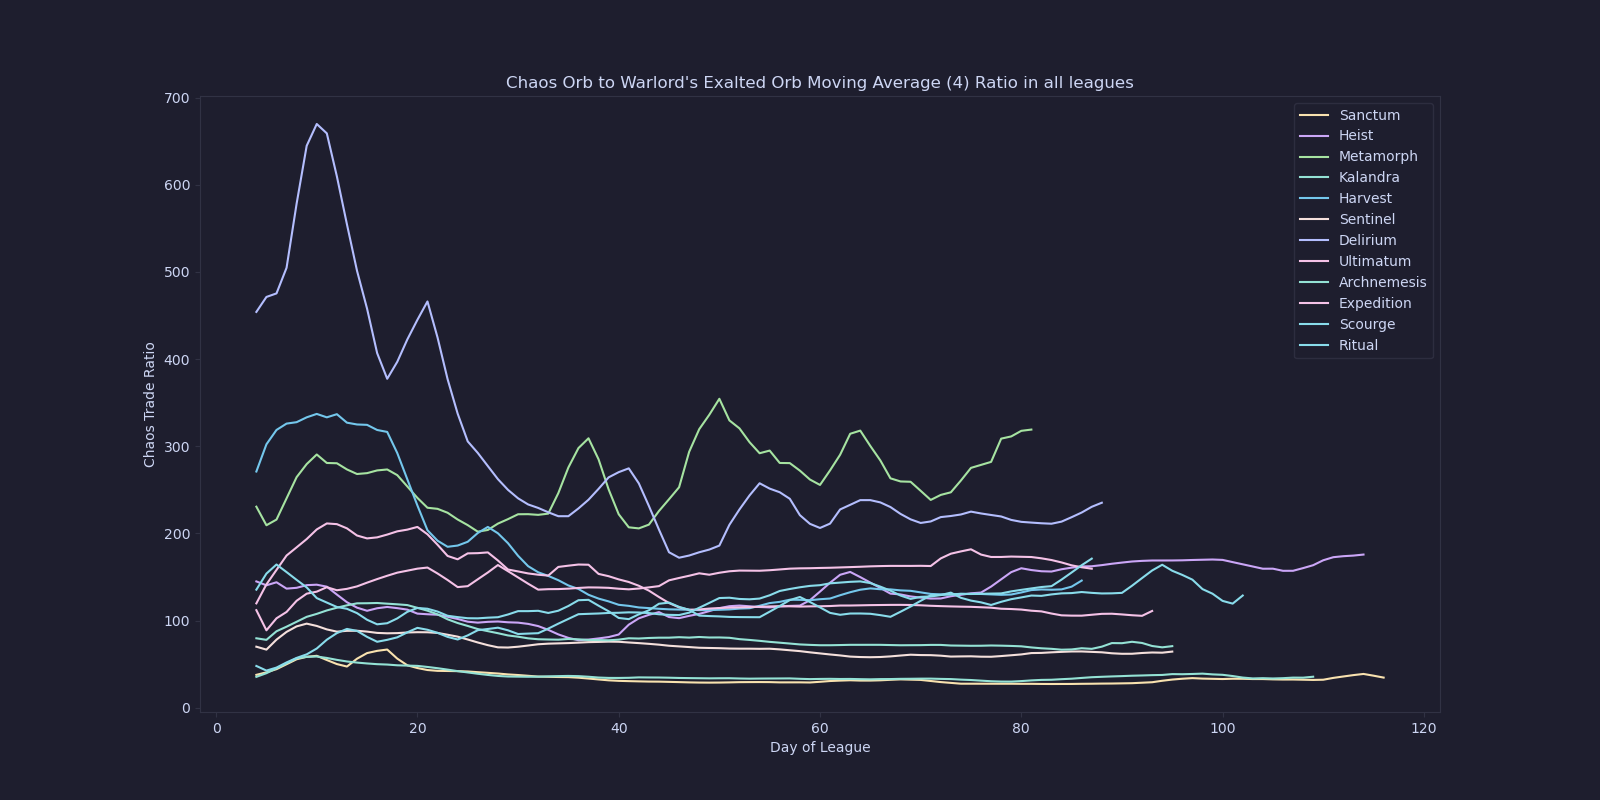 Chaos Orb to Warlord's Exalted Orb Moving Average (4) Ratio in all leagues
700
600
500
400
300
200
100
0
Chaos Trade Ratio
0 20 40 60 80 100 120
Day of League
Sanctum
Heist
Metamorph
Kalandra
Harvest
Sentinel
Delirium
Ultimatum
Archnemesis
Expedition
Scourge
Ritual